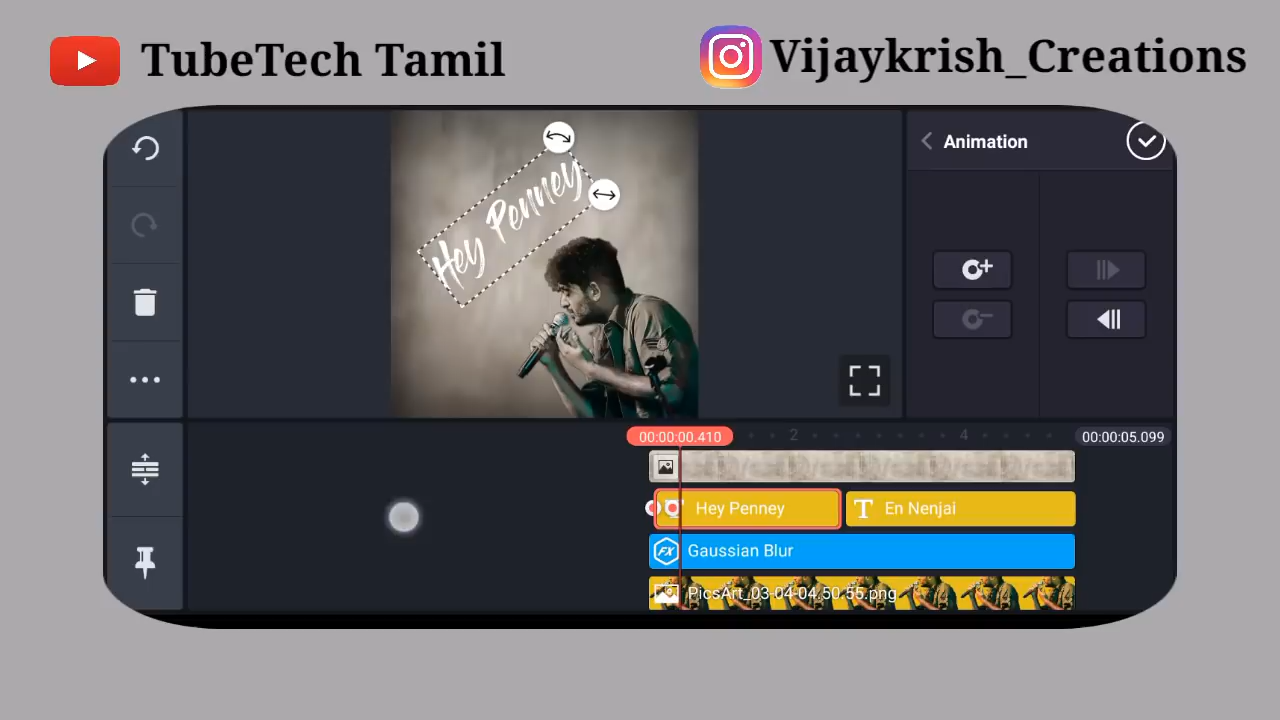 TubeTech Tamil
Vijaykrish_Creations
Animation
Hey Penney
00:00:00.410
2
4
00:00:05.099
Hey Penney
En Nenjai
FX
Gaussian Blur
PicsArt_03-04-04.50.55.png